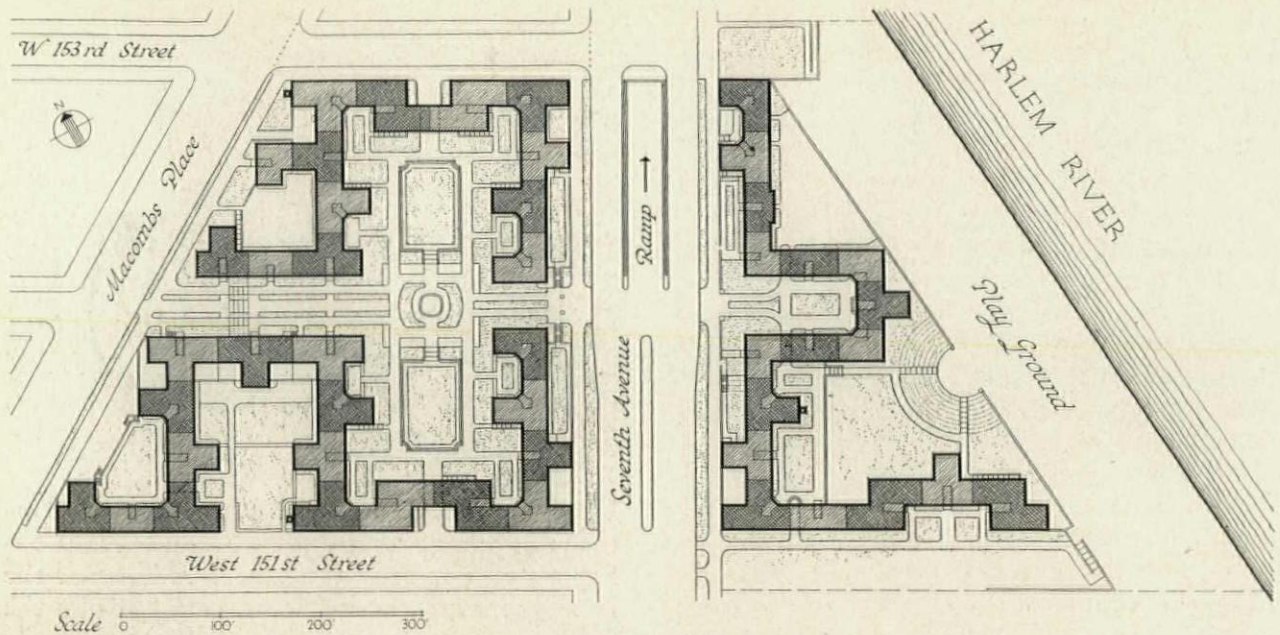 W 153rd Street
HARLEM RIVER
N
Macombs Place
Ramp
Play Ground
Seventh Avenue
West 151st Street
Scale 0 100' 200' 300'